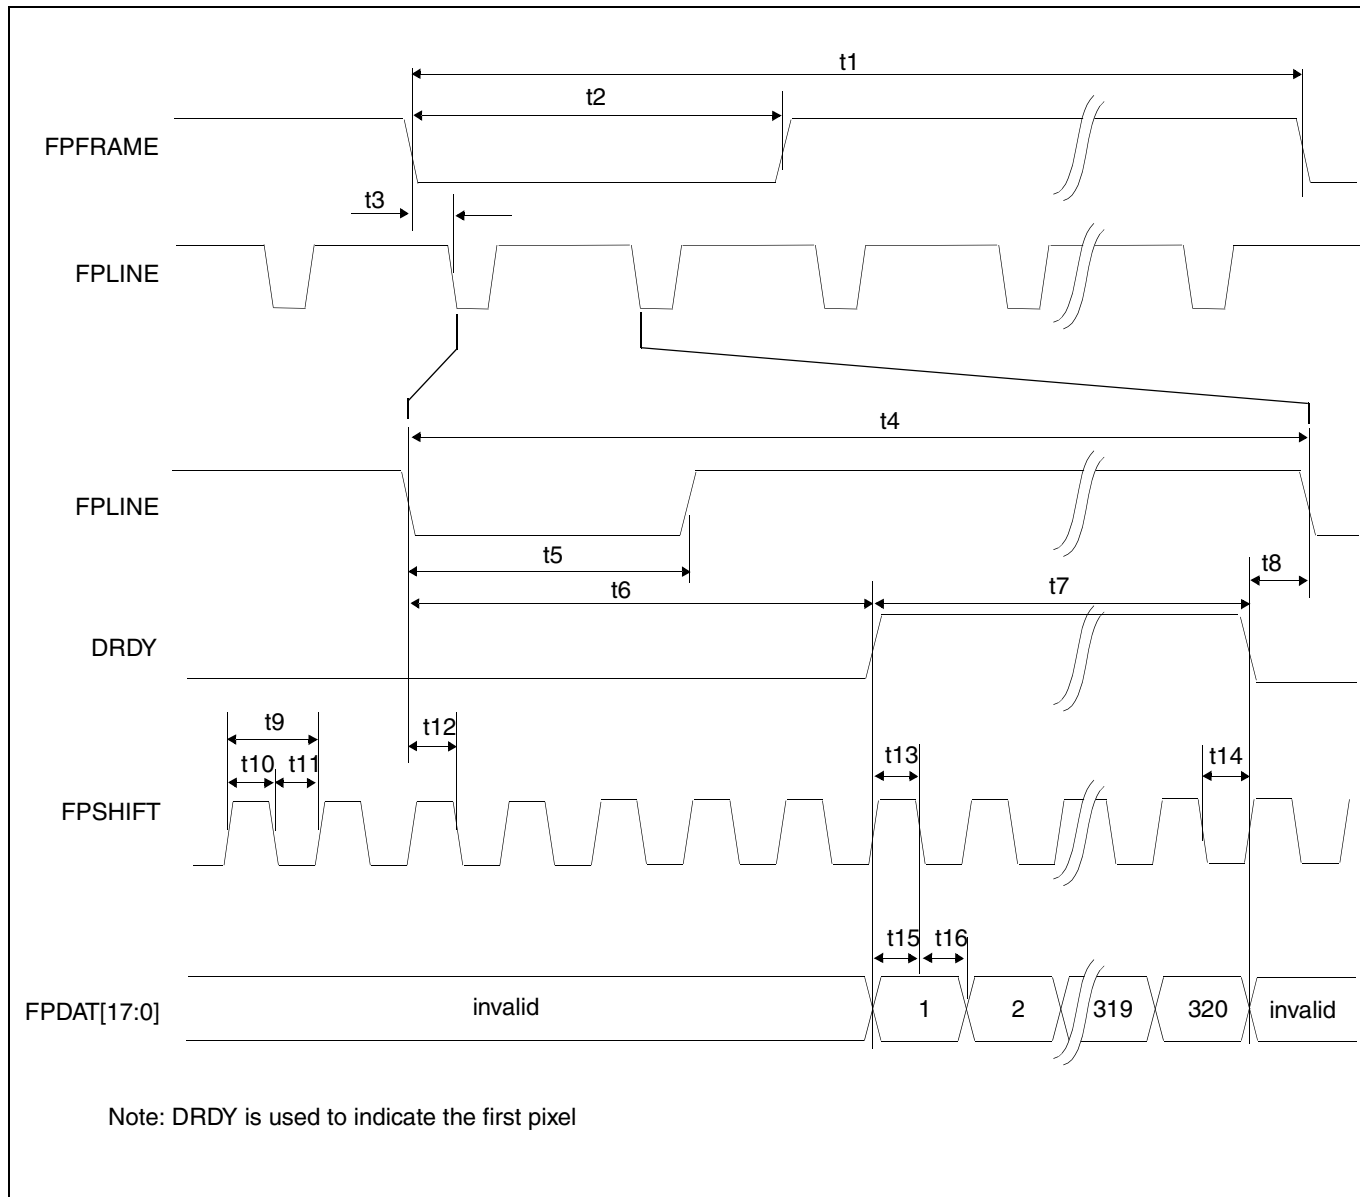 t1
t2
FPFRAME
t3
FPLINE
t4
FPLINE
t5
t8
t6
t7
DRDY
t9
t12
t10
t11
t13
t14
FPSHIFT
t15
t16
FPDAT[17:0]
invalid
1
2
319
320
invalid
Note: DRDY is used to indicate the first pixel